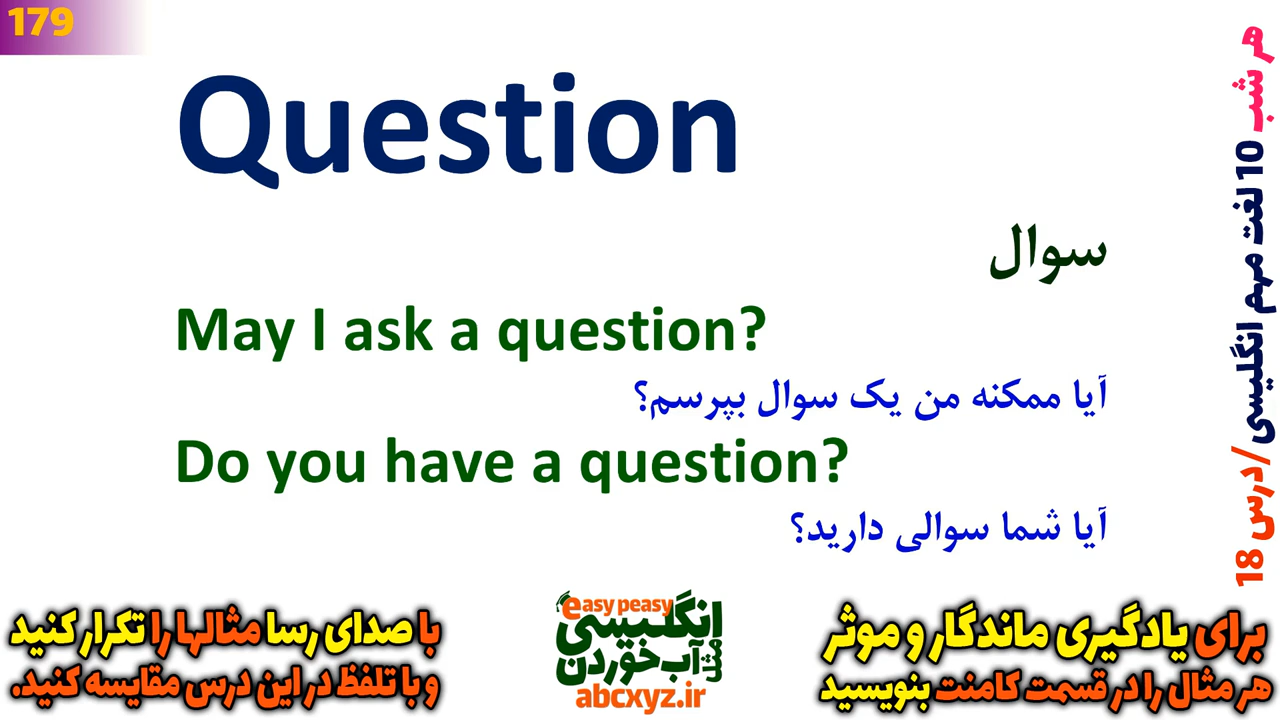 179
Question
سوال
May I ask a question?
آیا ممکنه من یک سوال بپرسم؟
Do you have a question?
آیا شما سوالی دارید؟
هر شب 10 لغت مهم انگلیسی/درس 18
با صدای رسا مثالها را تکرار کنید
و با تلفظ در این درس مقایسه کنید.
easy peasy
انگلیسی
مثل آب خوردن
abcxyz.ir
برای یادگیری ماندگار و موثر
هر مثال را در قسمت کامنت بنویسید